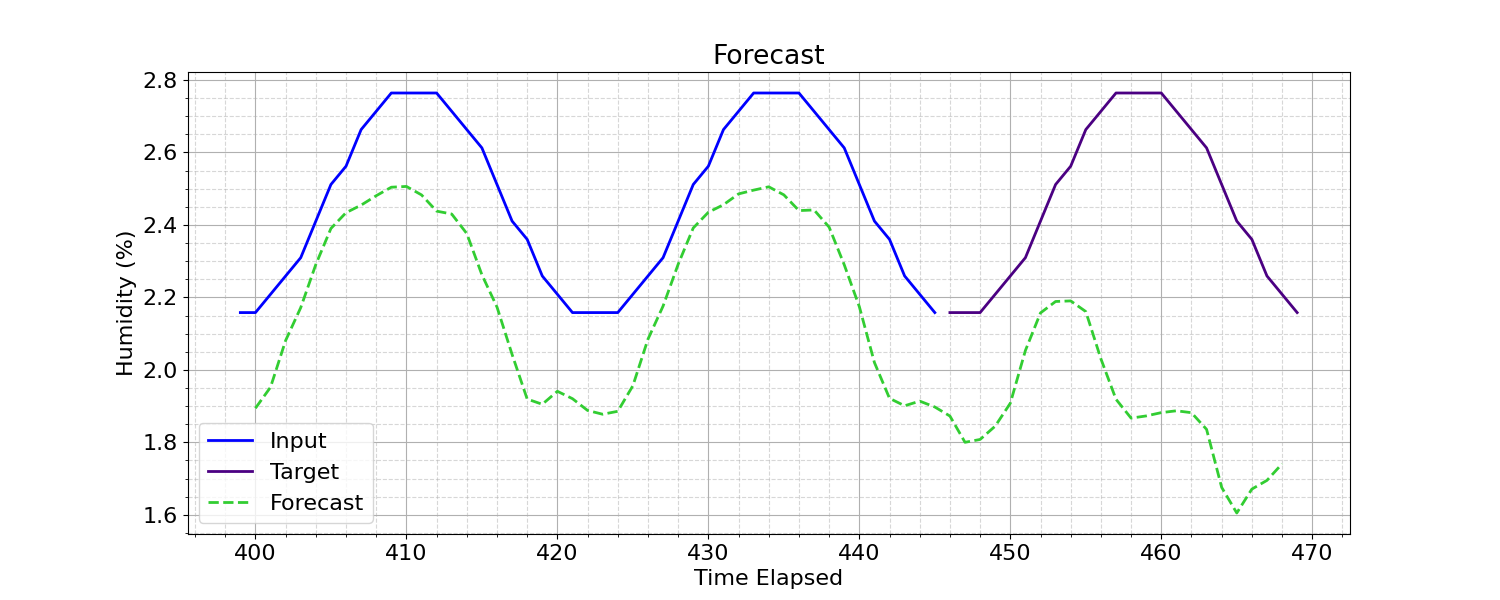 Forecast
Humidity (%)
2.8
2.6
2.4
2.2
2.0
1.8
1.6
Input
Target
Forecast
400 410 420 430 440 450 460 470
Time Elapsed